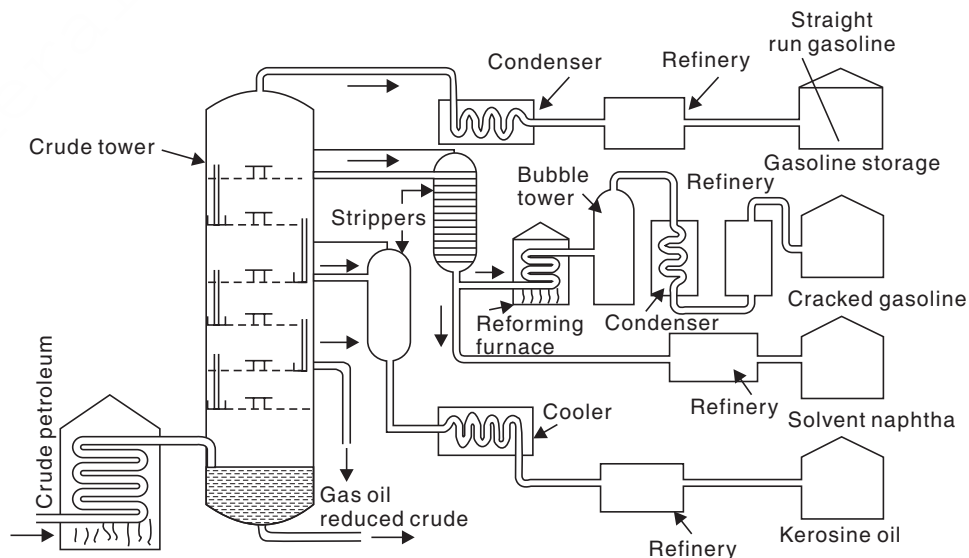 Straight
run gasoline
Condenser
Refinery
Crude tower
Gasoline storage
Bubble
tower
Refinery
Strippers
Cracked gasoline
Reforming
furnace
Condenser
Crude petroleum
Refinery
Solvent naphtha
Cooler
Gas oil
reduced crude
Kerosine oil
Refinery